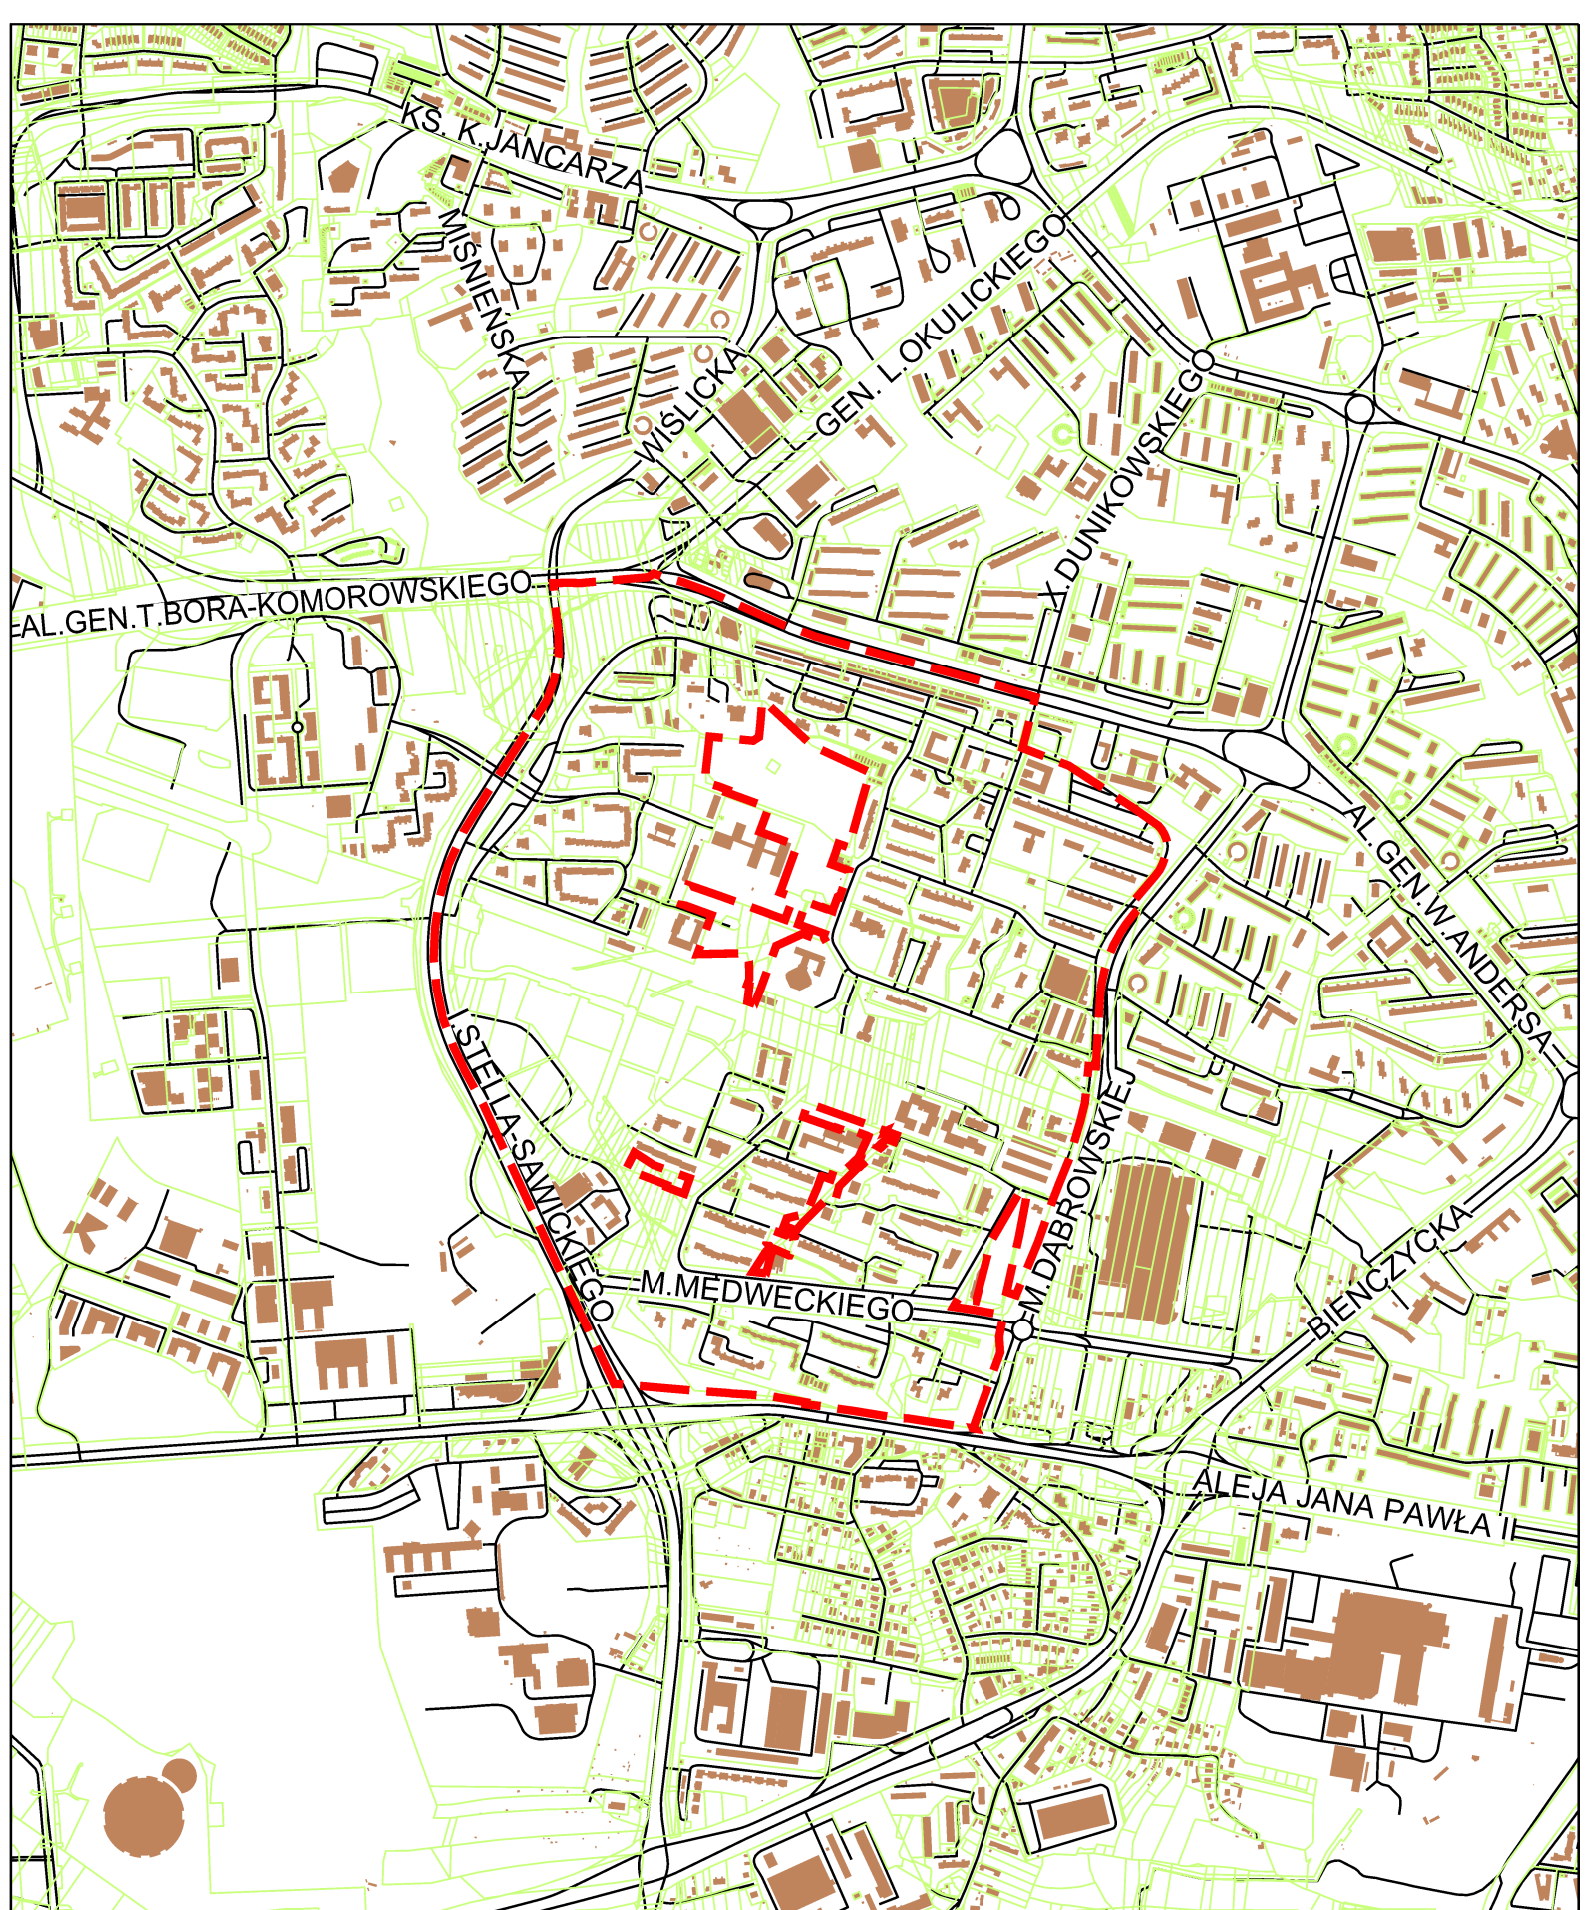 KS. K.JANCARZA
MIŚNIEŃSKA
GEN. L.OKULICKIEGO
WIŚLICKA
X.DUNIKOWSKIEGO
AL.GEN.T.BORA-KOMOROWSKIEGO
AL.GEN.W.ANDERSA
I.STELLA-SAWICKIEGO
M.DĄBROWSKIEJ
BIEŃCZYCKA
M.MEDWECKIEGO
ALEJA JANA PAWŁA II